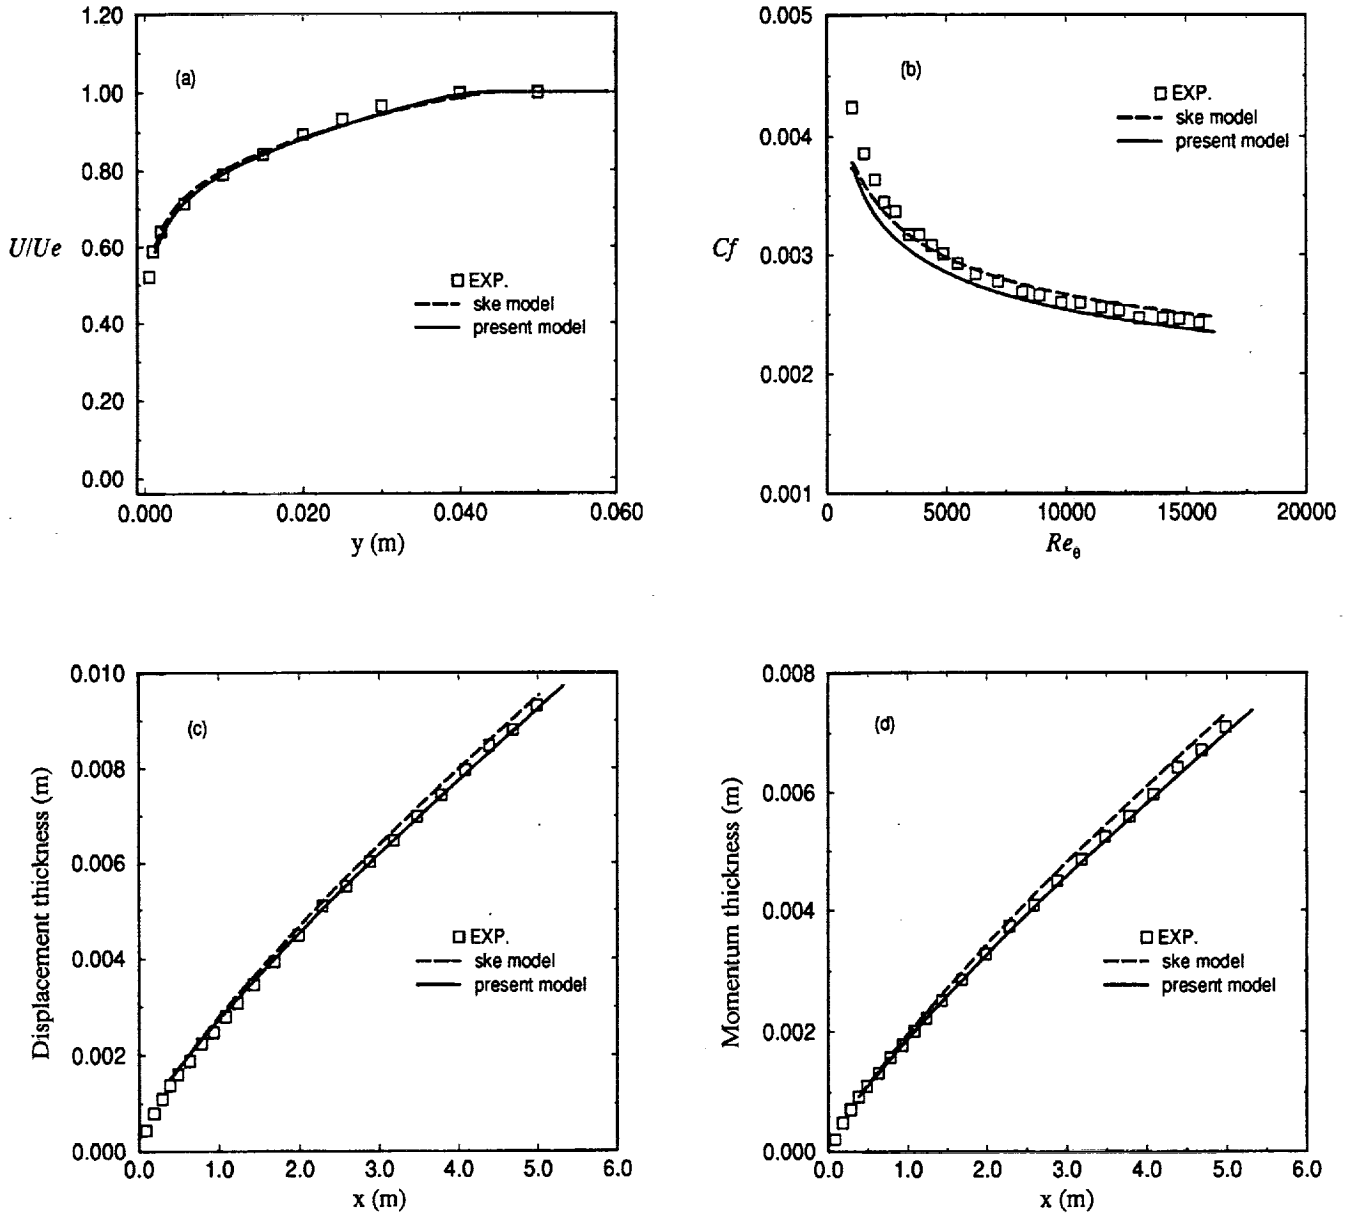 1.20
(a)
1.00
0.80
0.60
U/Ue
0.40
0.20
0.00
EXP.
ske model
present model
0.000 0.020 0.040 0.060
y (m)
0.005
(b)
EXP.
ske model
present model
0.004
0.003
Cf
0.002
0.001
0 5000 10000 15000 20000
Reθ
0.010
(c)
0.008
0.006
0.004
0.002
0.000
Displacement thickness (m)
EXP.
ske model
present model
0.0 1.0 2.0 3.0 4.0 5.0 6.0
x (m)
0.008
(d)
0.006
0.004
0.002
0.000
Momentum thickness (m)
EXP.
ske model
present model
0.0 1.0 2.0 3.0 4.0 5.0 6.0
x (m)